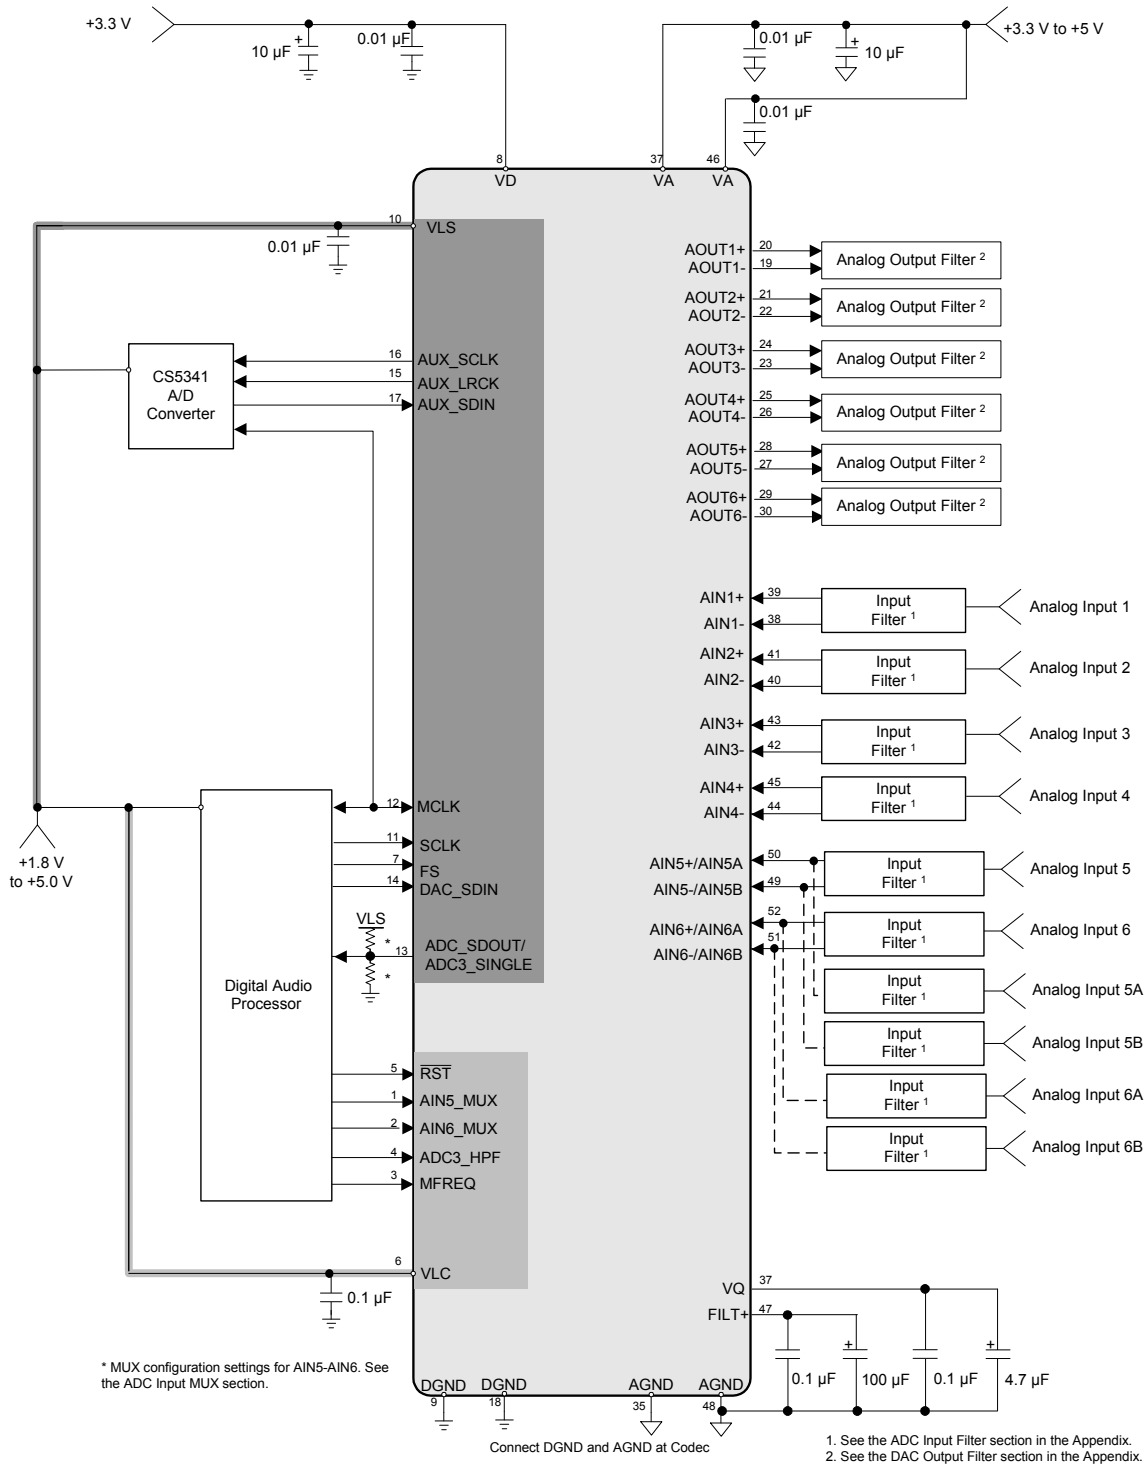 +3.3 V
10 µF
+
0.01 µF
0.01 µF
+
10 µF
+3.3 V to +5 V
0.01 µF
8
VD
37
VA
46
VA
10
VLS
0.01 µF
CS5341
A/D
Converter
16
AUX_SCLK
15
AUX_LRCK
17
AUX_SDIN
+1.8 V
to +5.0 V
Digital Audio
Processor
12
MCLK
11
SCLK
7
FS
14
DAC_SDIN
VLS
*
*
13
ADC_SDOUT/
ADC3_SINGLE
5
RST
1
AIN5_MUX
2
AIN6_MUX
4
ADC3_HPF
3
MFREQ
6
VLC
0.1 µF
AOUT1+
20
AOUT1-
19
Analog Output Filter 2
AOUT2+
21
AOUT2-
22
Analog Output Filter 2
AOUT3+
24
AOUT3-
23
Analog Output Filter 2
AOUT4+
25
AOUT4-
26
Analog Output Filter 2
AOUT5+
28
AOUT5-
27
Analog Output Filter 2
AOUT6+
29
AOUT6-
30
Analog Output Filter 2
AIN1+
39
AIN1-
38
Input
Filter 1
Analog Input 1
AIN2+
41
AIN2-
40
Input
Filter 1
Analog Input 2
AIN3+
43
AIN3-
42
Input
Filter 1
Analog Input 3
AIN4+
45
AIN4-
44
Input
Filter 1
Analog Input 4
AIN5+/AIN5A
50
AIN5-/AIN5B
49
Input
Filter 1
Analog Input 5
AIN6+/AIN6A
52
AIN6-/AIN6B
51
Input
Filter 1
Analog Input 6
Input
Filter 1
Analog Input 5A
Input
Filter 1
Analog Input 5B
Input
Filter 1
Analog Input 6A
Input
Filter 1
Analog Input 6B
VQ
37
FILT+
47
0.1 µF
+
100 µF
0.1 µF
+
4.7 µF
* MUX configuration settings for AIN5-AIN6. See
the ADC Input MUX section.
DGND
9
DGND
18
AGND
35
AGND
48
Connect DGND and AGND at Codec
1. See the ADC Input Filter section in the Appendix.
2. See the DAC Output Filter section in the Appendix.